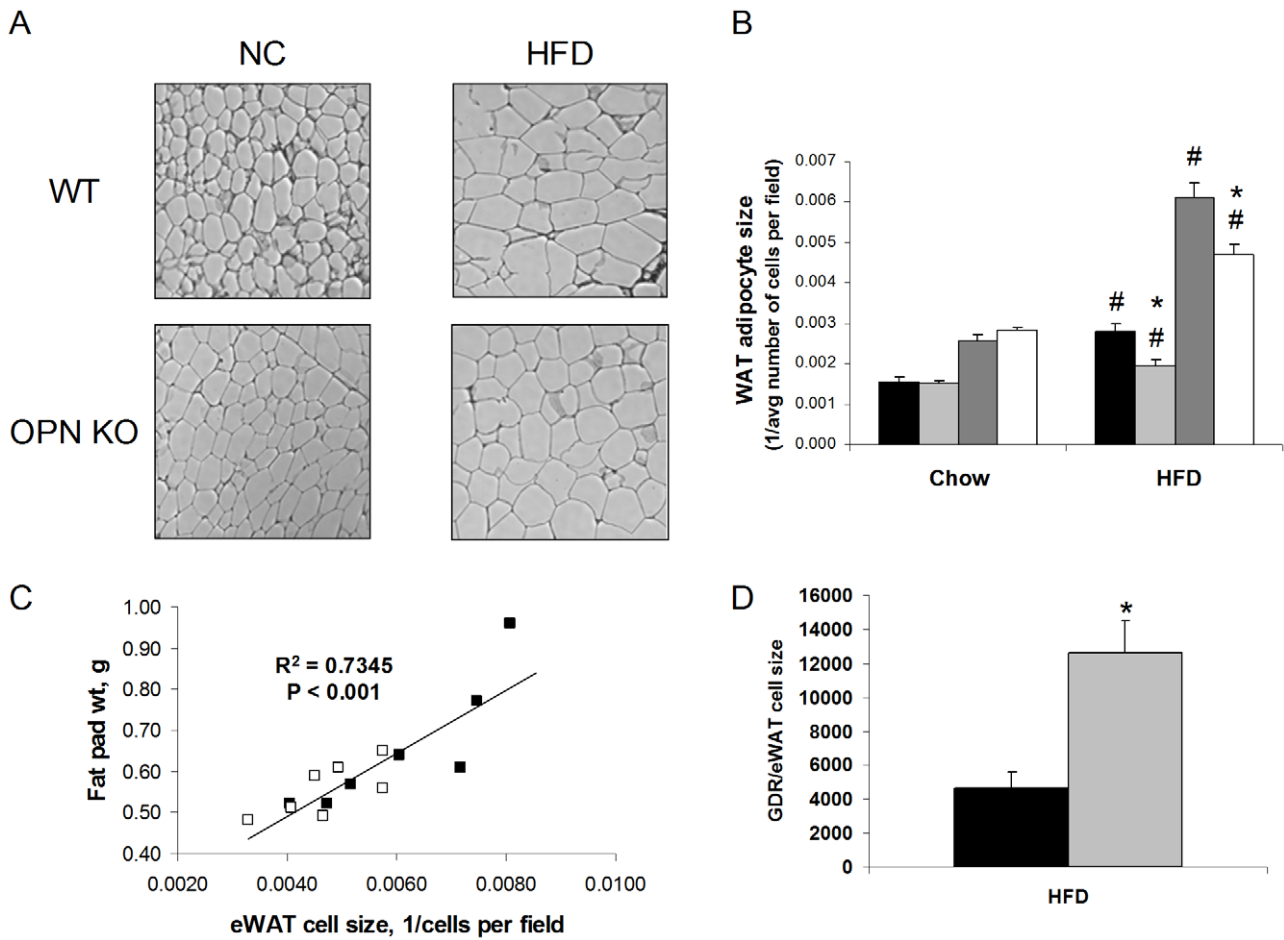 A
NC
HFD
WT
OPN KO
B
WAT adipocyte size
(1/avg number of cells per field)
0.007
0.006
0.005
0.004
0.003
0.002
0.001
0.000
#
*
#
#
*
#
Chow
HFD
C
Fat pad wt, g
1.00
0.90
0.80
0.70
0.60
0.50
0.40
R² = 0.7345
P < 0.001
0.0020
0.0040
0.0060
0.0080
0.0100
eWAT cell size, 1/cells per field
D
GDR/eWAT cell size
16000
14000
12000
10000
8000
6000
4000
2000
0
*
HFD